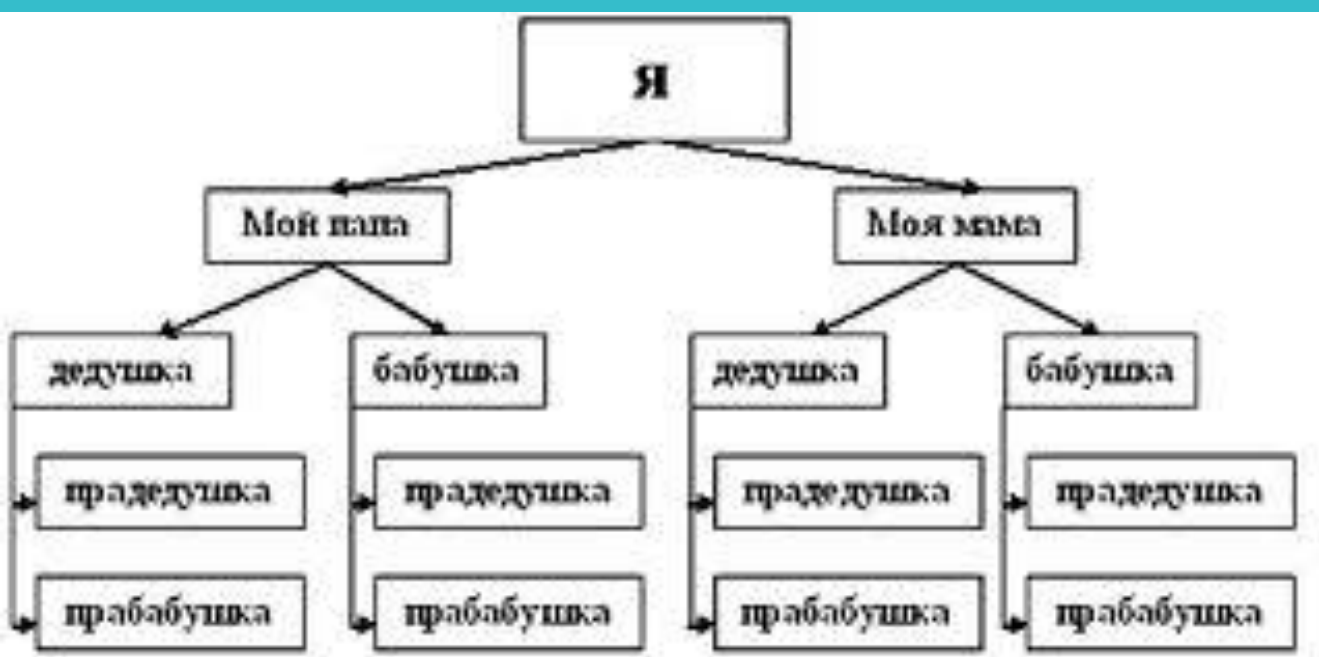 Я
Мой папа
Моя мама
дедушка
бабушка
дедушка
бабушка
прадедушка
прадедушка
прадедушка
прадедушка
прабабушка
прабабушка
прабабушка
прабабушка